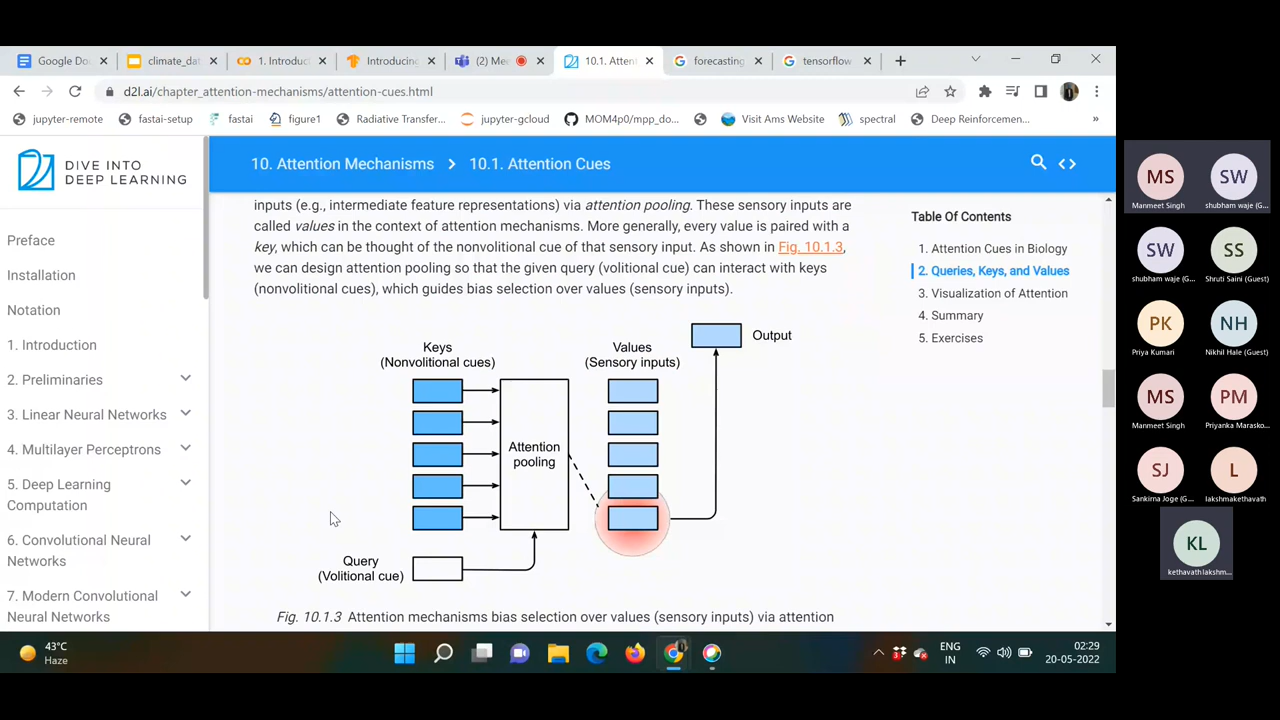 Google Do
climate_dat
1. Introduc
Introducing
(2) Me
10.1. Atten
forecasting
tensorflow
d2l.ai/chapter_attention-mechanisms/attention-cues.html
jupyter-remote
fastai-setup
fastai
figure1
Radiative Transfer...
jupyter-gcloud
MOM4p0/mpp_do...
Visit Ams Website
spectral
Deep Reinforcemen...
»
DIVE INTO
DEEP LEARNING
10. Attention Mechanisms > 10.1. Attention Cues
Preface
Installation
Notation
1. Introduction
2. Preliminaries
3. Linear Neural Networks
4. Multilayer Perceptrons
5. Deep Learning
Computation
6. Convolutional Neural
Networks
7. Modern Convolutional
Neural Networks
inputs (e.g., intermediate feature representations) via attention pooling. These sensory inputs are
called values in the context of attention mechanisms. More generally, every value is paired with a
key, which can be thought of the nonvolitional cue of that sensory input. As shown in Fig. 10.1.3,
we can design attention pooling so that the given query (volitional cue) can interact with keys
(nonvolitional cues), which guides bias selection over values (sensory inputs).
Keys
(Nonvolitional cues)
Values
(Sensory inputs)
Output
Attention
pooling
Query
(Volitional cue)
Fig. 10.1.3 Attention mechanisms bias selection over values (sensory inputs) via attention
Table Of Contents
1. Attention Cues in Biology
2. Queries, Keys, and Values
3. Visualization of Attention
4. Summary
5. Exercises
MS
Manmeet Singh
SW
shubham waje (G...
SW
shubham waje (G...
SS
Shruti Saini (Guest)
PK
Priya Kumari
NH
Nikhil Hale (Guest)
MS
Manmeet Singh
PM
Priyanka Marasko...
SJ
Sankirna Joge (G...
L
lakshmakethavath
KL
kethavath lakshm...
43°C
Haze
ENG
IN
02:29
20-05-2022